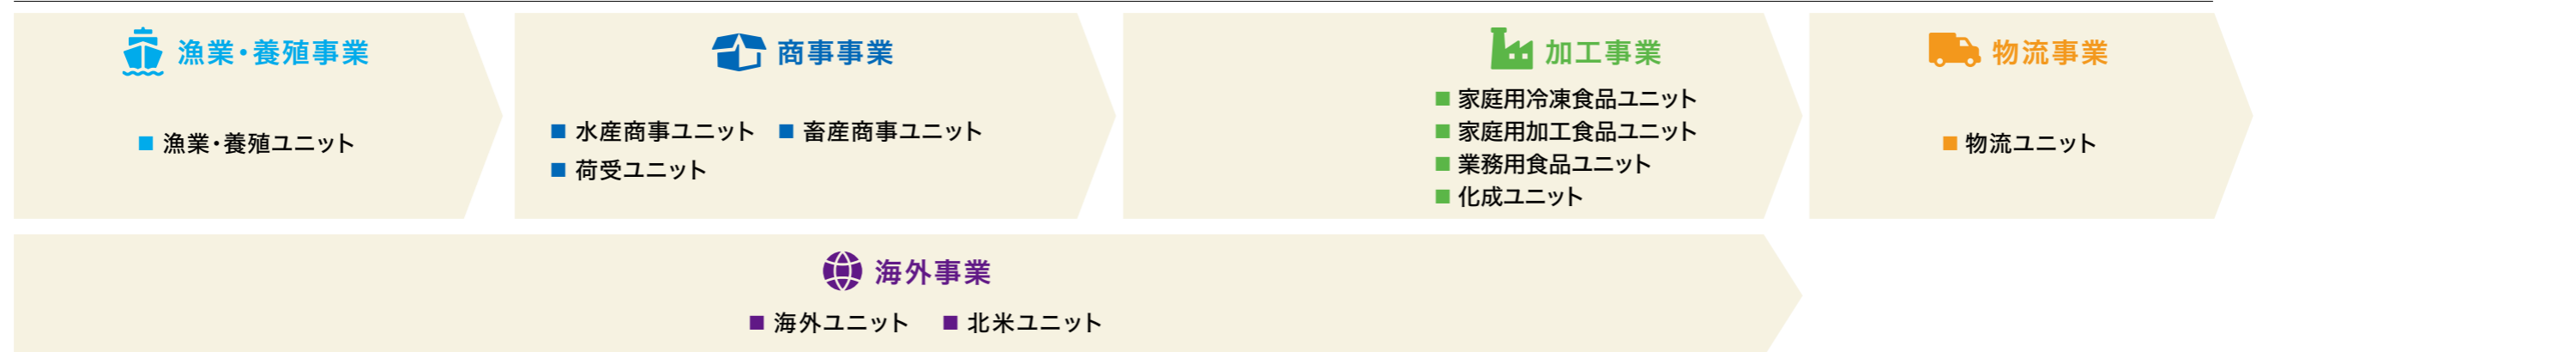 漁業・養殖事業
漁業・養殖ユニット
商事事業
水産商事ユニット 畜産商事ユニット
荷受ユニット
加工事業
家庭用冷凍食品ユニット
家庭用加工食品ユニット
業務用食品ユニット
化成ユニット
物流事業
物流ユニット
海外事業
海外ユニット 北米ユニット